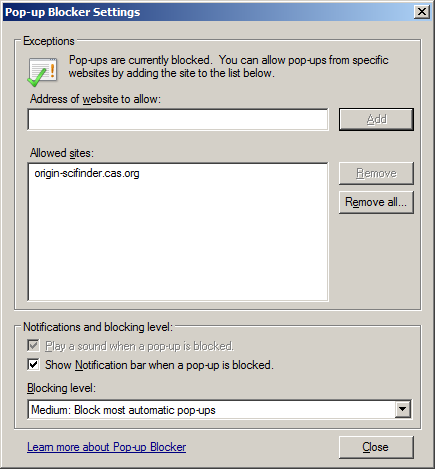 Pop-up Blocker Settings
Exceptions
Pop-ups are currently blocked. You can allow pop-ups from specific
websites by adding the site to the list below.
Address of website to allow:
Add
Allowed sites:
origin-scifinder.cas.org
Remove
Remove all...
Notifications and blocking level:
Play a sound when a pop-up is blocked.
Show Notification bar when a pop-up is blocked.
Blocking level:
Medium: Block most automatic pop-ups
Learn more about Pop-up Blocker
Close